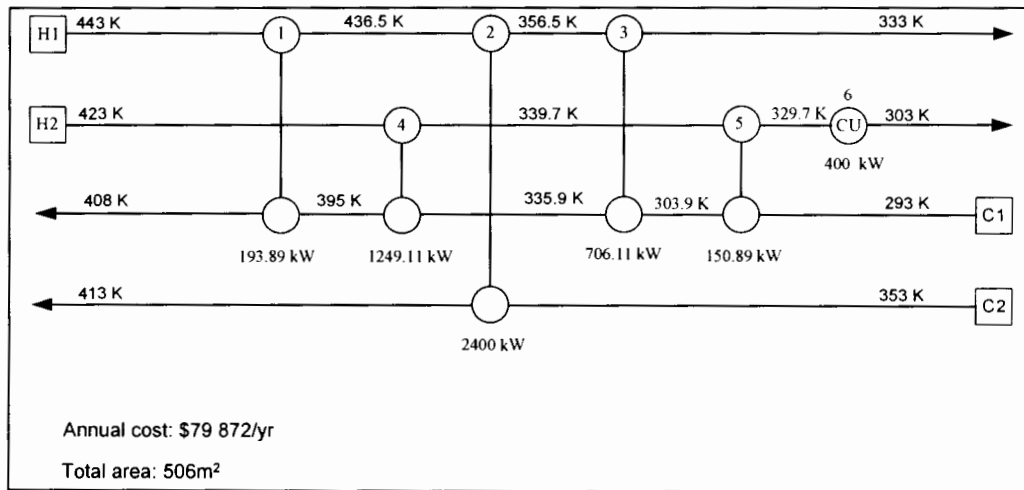 443 K 436.5 K 356.5 K 333 K
H1 1 2 3
6
423 K 339.7 K 329.7 K 303 K
H2 4 5 CU
400 kW
408 K 395 K 335.9 K 303.9 K 293 K
C1
193.89 kW 1249.11 kW 706.11 kW 150.89 kW
413 K 353 K
C2
2400 kW
Annual cost: $79 872/yr
Total area: 506m²